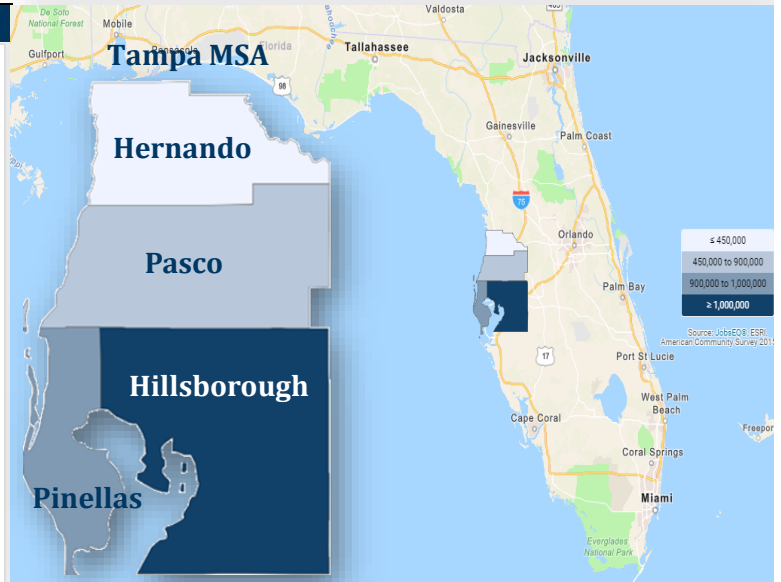 De Soto
National Forest
Mobile
Gulfport
Valdosta
Tallahassee
Florida
Jacksonville
98
Tampa MSA
Hernando
Pasco
Hillsborough
Pinellas
Gainesville
Palm Coast
75
Orlando
Palm Bay
17
Port St Lucie
West Palm
Beach
Cape Coral
Coral Springs
Freeport
Miami
Everglades
National Park
≤ 450,000
450,000 to 900,000
900,000 to 1,000,000
≥ 1,000,000
Source: JobsEQ®, ESRI,
American Community Survey